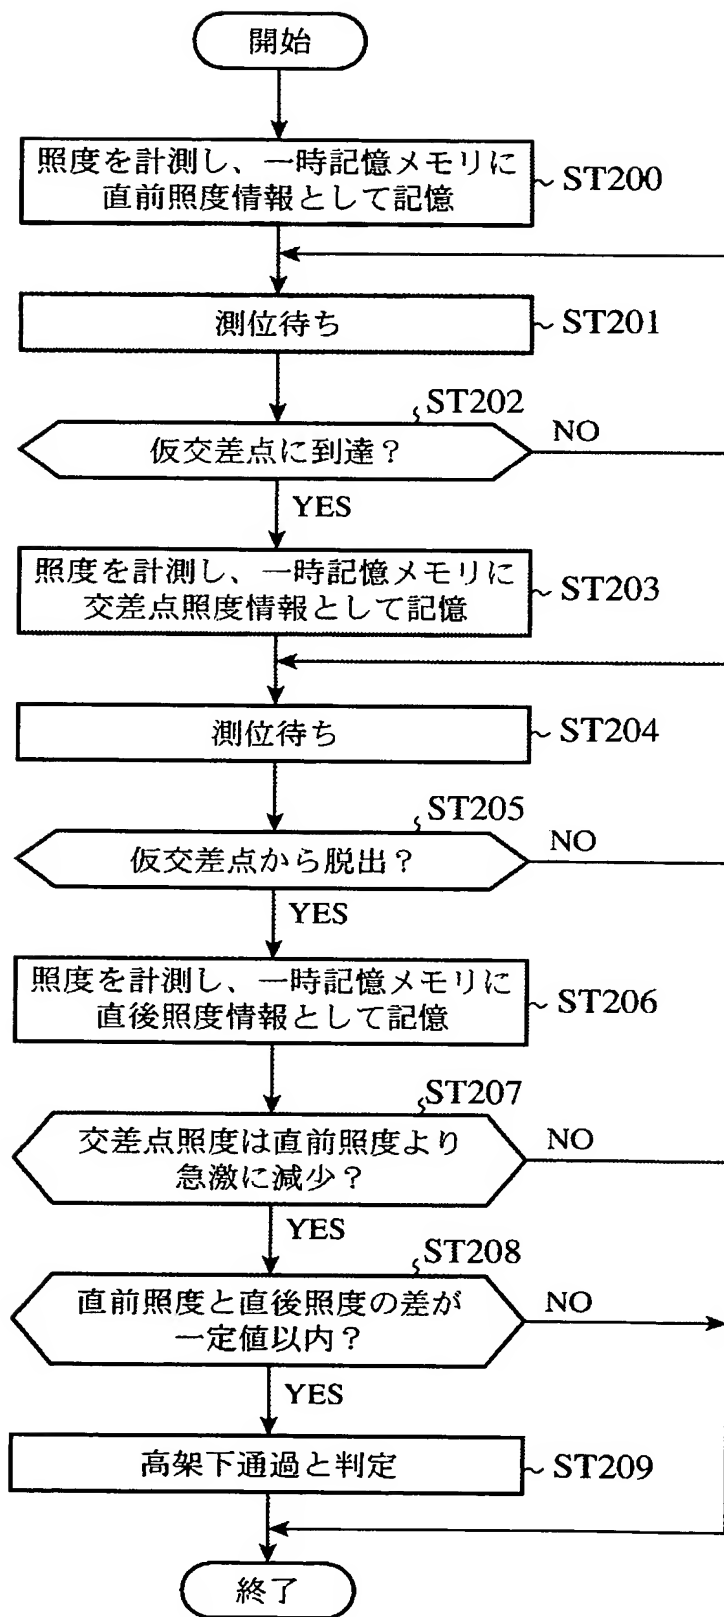 開始
照度を計測し、一時記憶メモリに
直前照度情報として記憶
ST200
測位待ち
ST201
ST202
仮交差点に到達？
NO
YES
照度を計測し、一時記憶メモリに
交差点照度情報として記憶
ST203
測位待ち
ST204
ST205
仮交差点から脱出？
NO
YES
照度を計測し、一時記憶メモリに
直後照度情報として記憶
ST206
ST207
交差点照度は直前照度より
急激に減少？
NO
YES
ST208
直前照度と直後照度の差が
一定値以内？
NO
YES
高架下通過と判定
ST209
終了